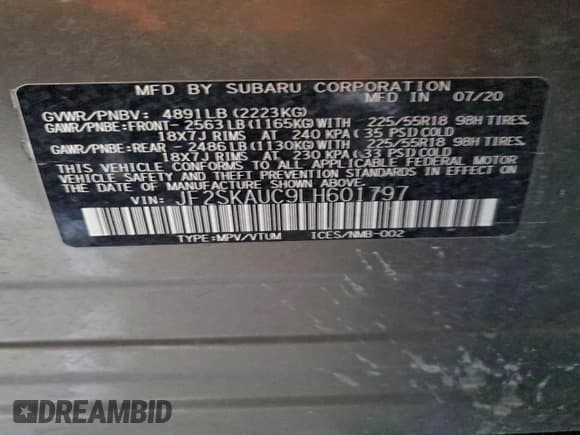 MFD BY SUBARU CORPORATION
MFD IN 07/20
GVWR/PNBV: 4891LB(2223KG)
GAWR/PNBE:FRONT- 2563LB(1165KG)WITH 225/55R18 98H TIRES,
18X7J RIMS AT 240 KPA(35 PSI)COLD
GAWR/PNBE:REAR - 2486LB(1130KG)WITH 225/55R18 98H TIRES,
18X7J RIMS AT 230 KPA(33 PSI)COLD
THIS VEHICLE CONFORMS TO ALL APPLICABLE FEDERAL MOTOR
VEHICLE SAFETY AND THEFT PREVENTION STANDARDS IN EFFECT ON
THE DATE OF MANUFACTURE SHOWN ABOVE.
VIN: JF2SKAUC9LH601797
TYPE:MPV/VTUM ICES/NMB-002
DREAMBID